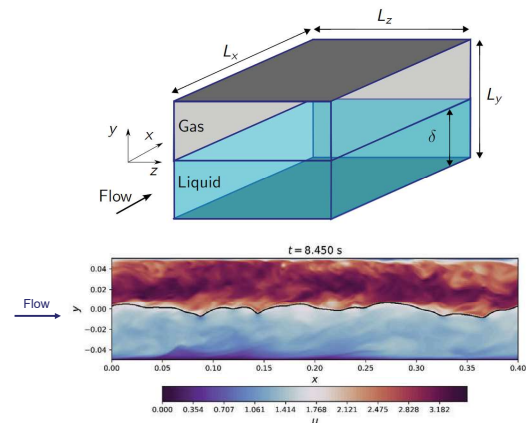 L_z
L_x
L_y
Gas
δ
y
x
z
Liquid
Flow
t = 8.450 s
Flow
y
0.04
0.02
0.00
−0.02
−0.04
0.00 0.05 0.10 0.15 0.20 0.25 0.30 0.35 0.40
x
0.000 0.354 0.707 1.061 1.414 1.768 2.121 2.475 2.828 3.182
u